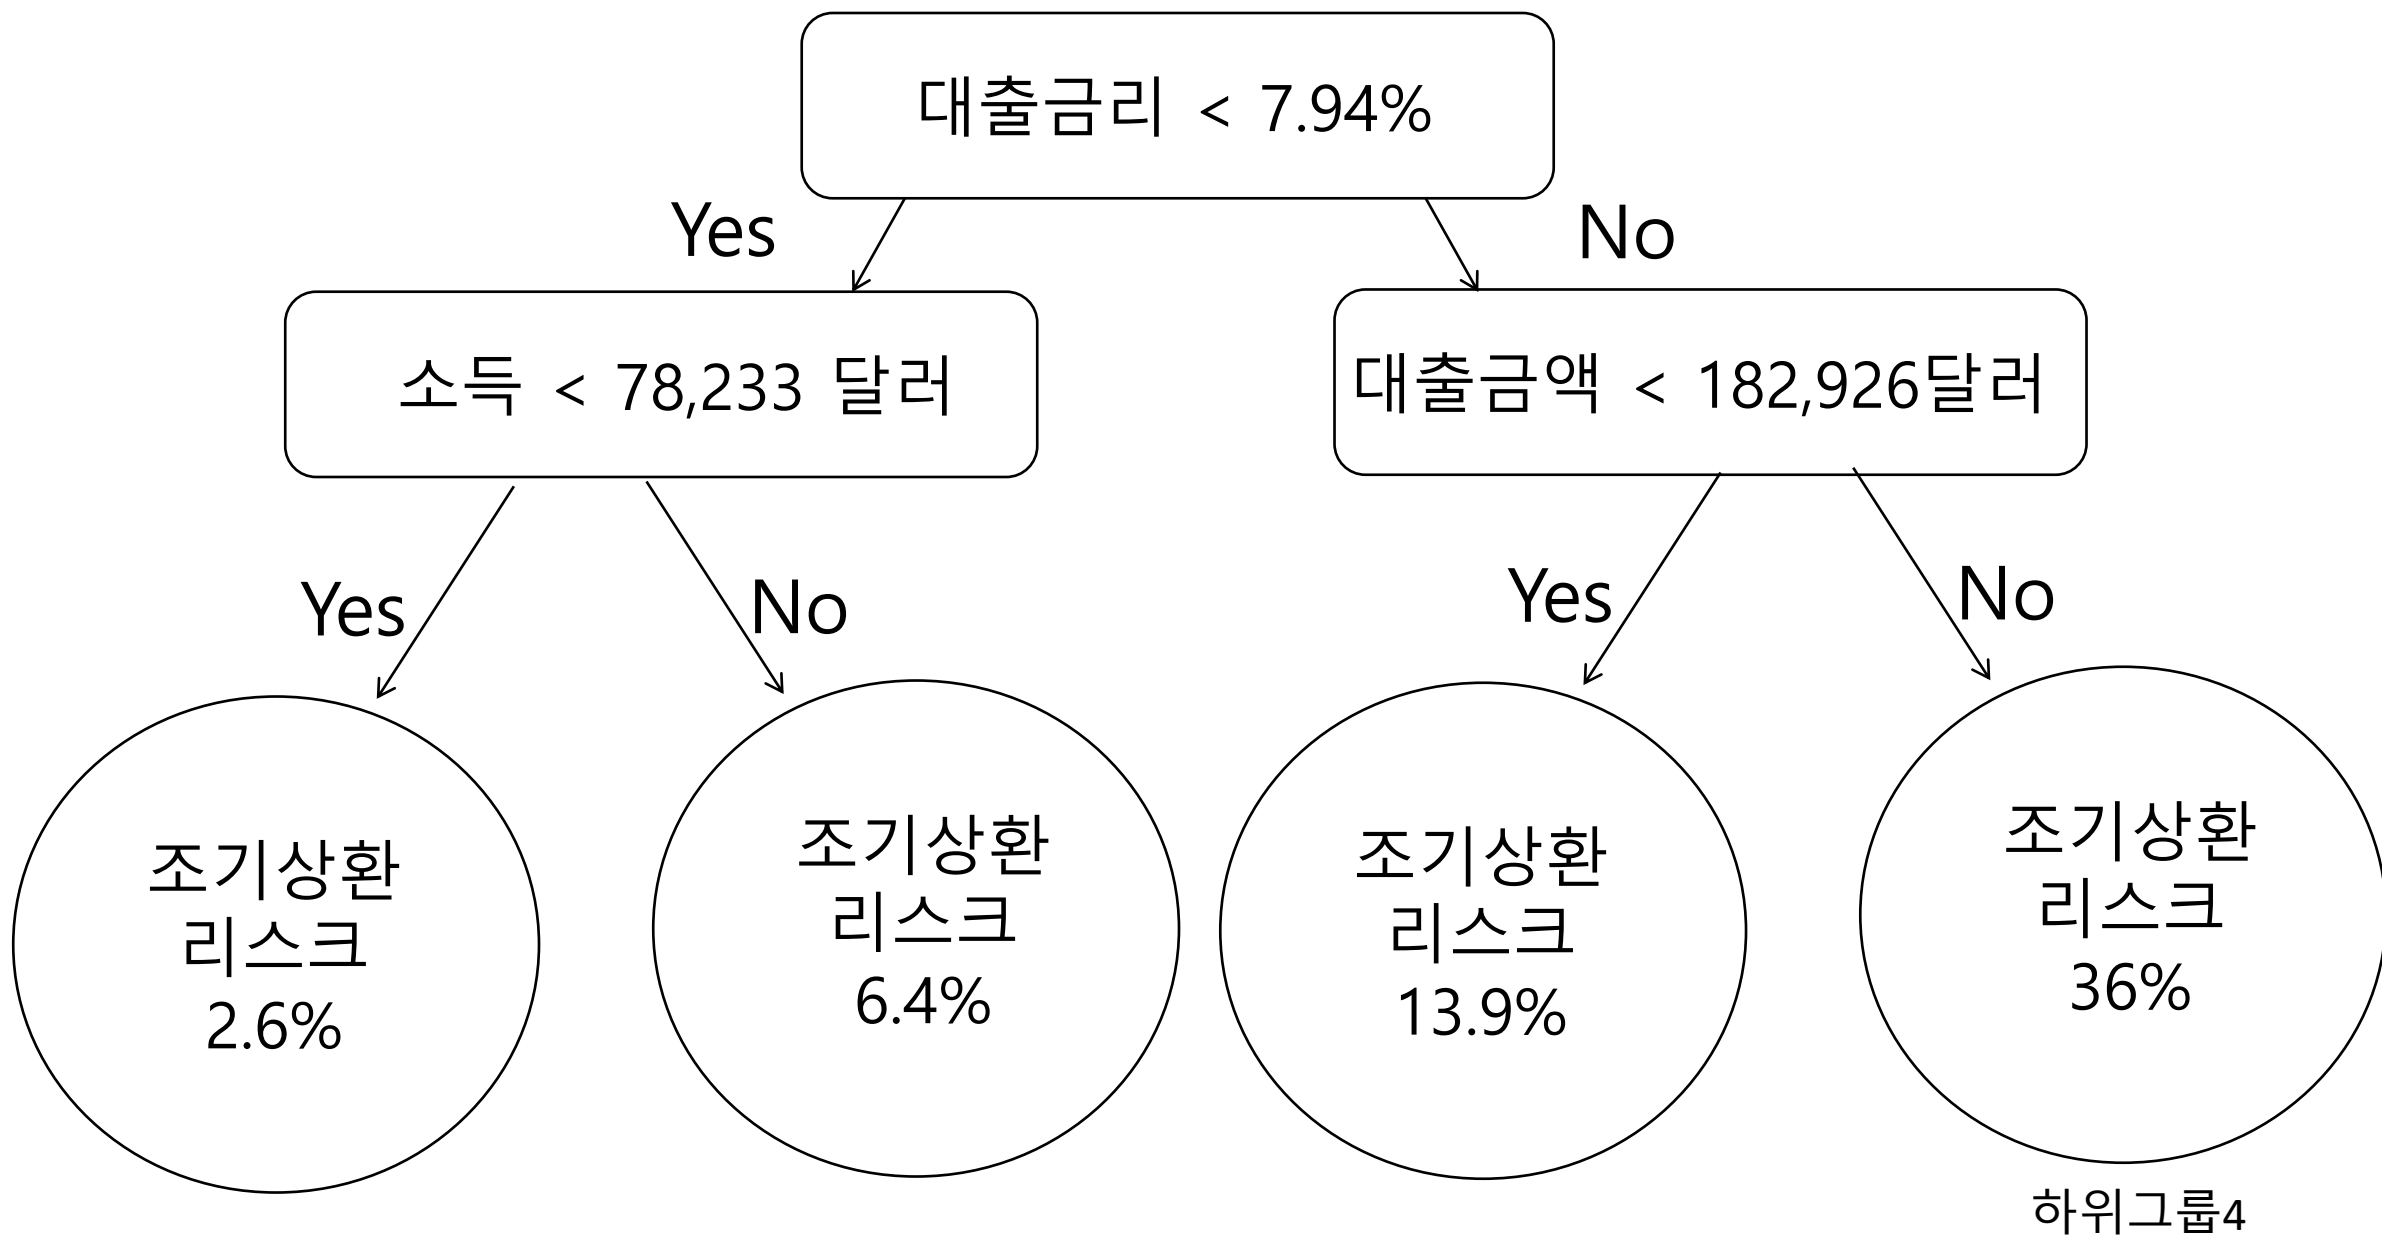 대출금리 < 7.94%
Yes
No
소득 < 78,233 달러
대출금액 < 182,926달러
Yes
No
Yes
No
조기상환
리스크
2.6%
조기상환
리스크
6.4%
조기상환
리스크
13.9%
조기상환
리스크
36%
하위그룹4